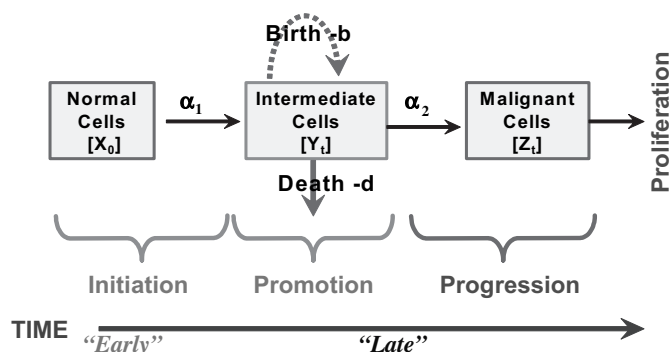 Birth -b
Normal
Cells
[X₀]
α₁
Intermediate
Cells
[Yₜ]
α₂
Malignant
Cells
[Zₜ]
Proliferation
Death -d
Initiation
Promotion
Progression
TIME
“Early”
“Late”